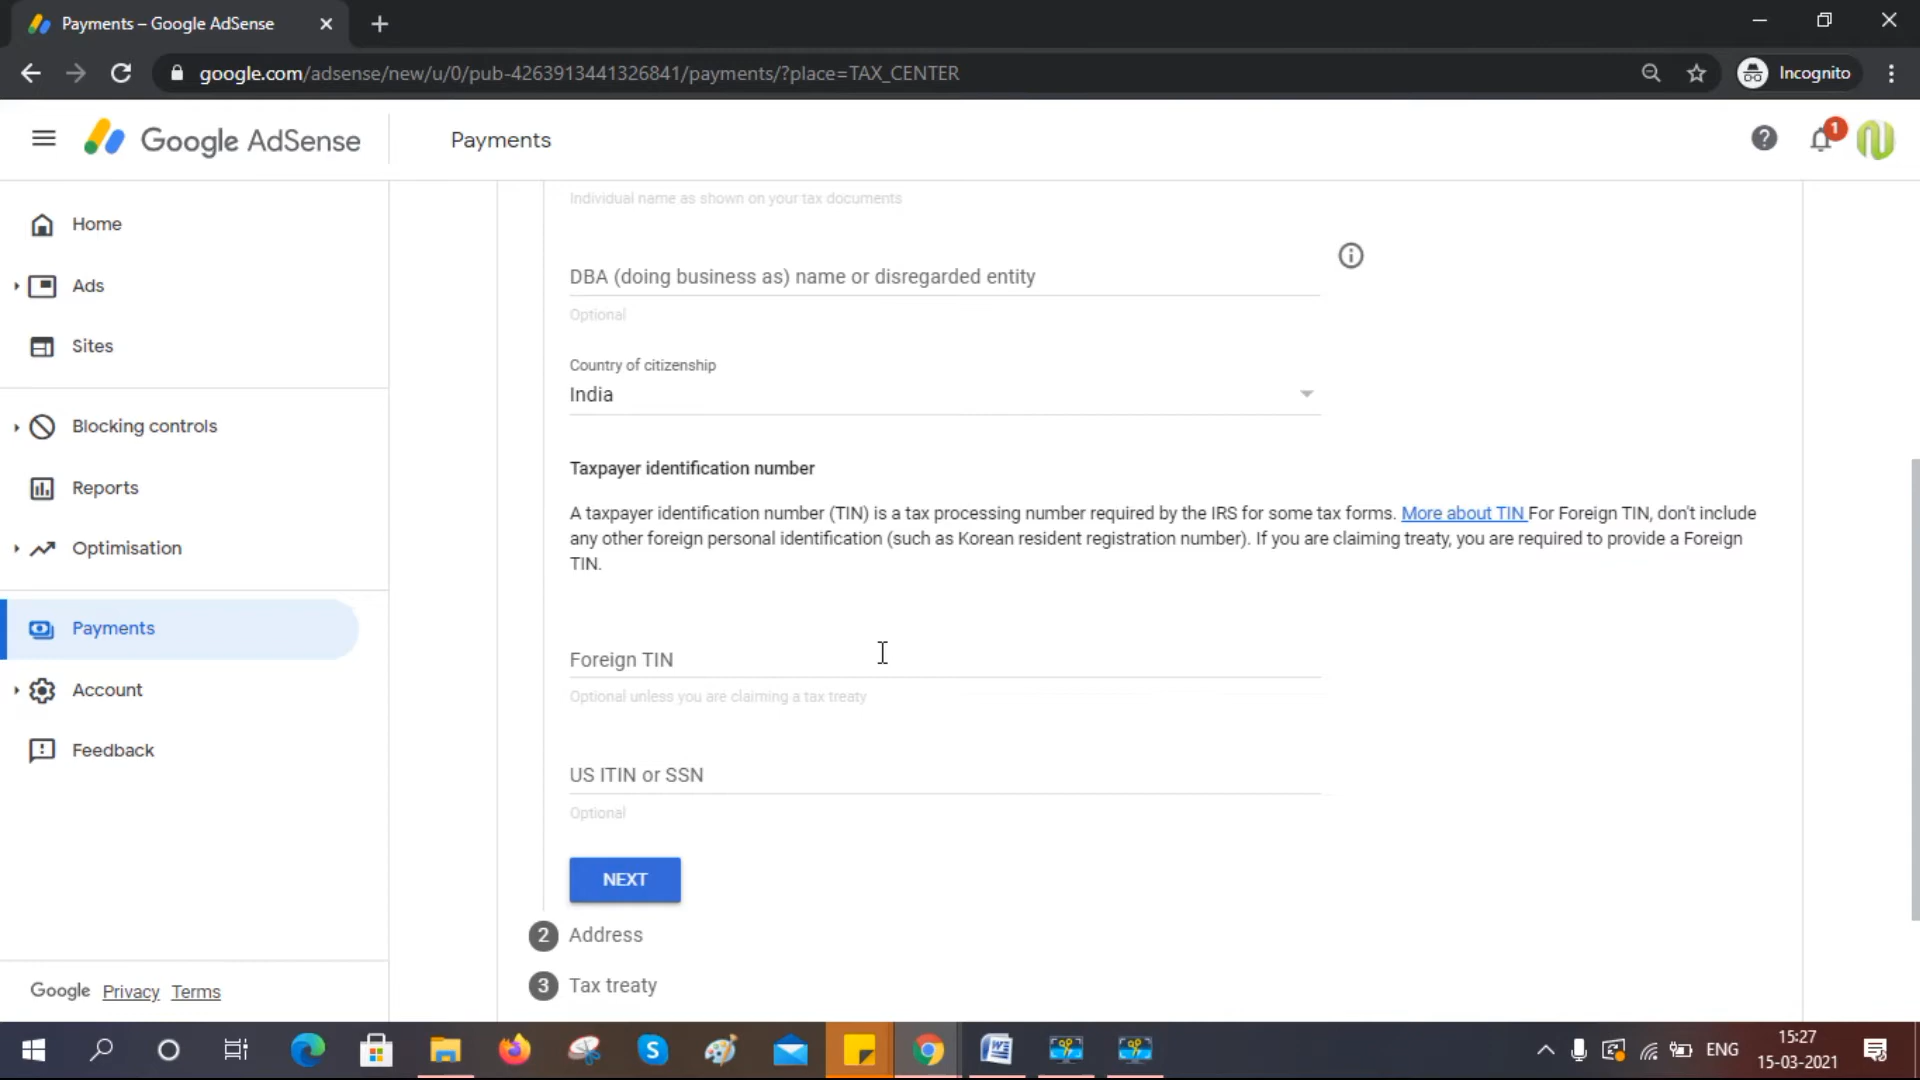 Payments – Google AdSense
google.com/adsense/new/u/0/pub-4263913441326841/payments/?place=TAX_CENTER
Incognito
Google AdSense
Payments
1
Home
Ads
Sites
Blocking controls
Reports
Optimisation
Payments
Account
Feedback
Google Privacy Terms
Individual name as shown on your tax documents
DBA (doing business as) name or disregarded entity
Optional
Country of citizenship
India
Taxpayer identification number
A taxpayer identification number (TIN) is a tax processing number required by the IRS for some tax forms. More about TIN For Foreign TIN, don't include
any other foreign personal identification (such as Korean resident registration number). If you are claiming treaty, you are required to provide a Foreign
TIN.
Foreign TIN
Optional unless you are claiming a tax treaty
US ITIN or SSN
Optional
NEXT
2 Address
3 Tax treaty
ENG
15:27
15-03-2021